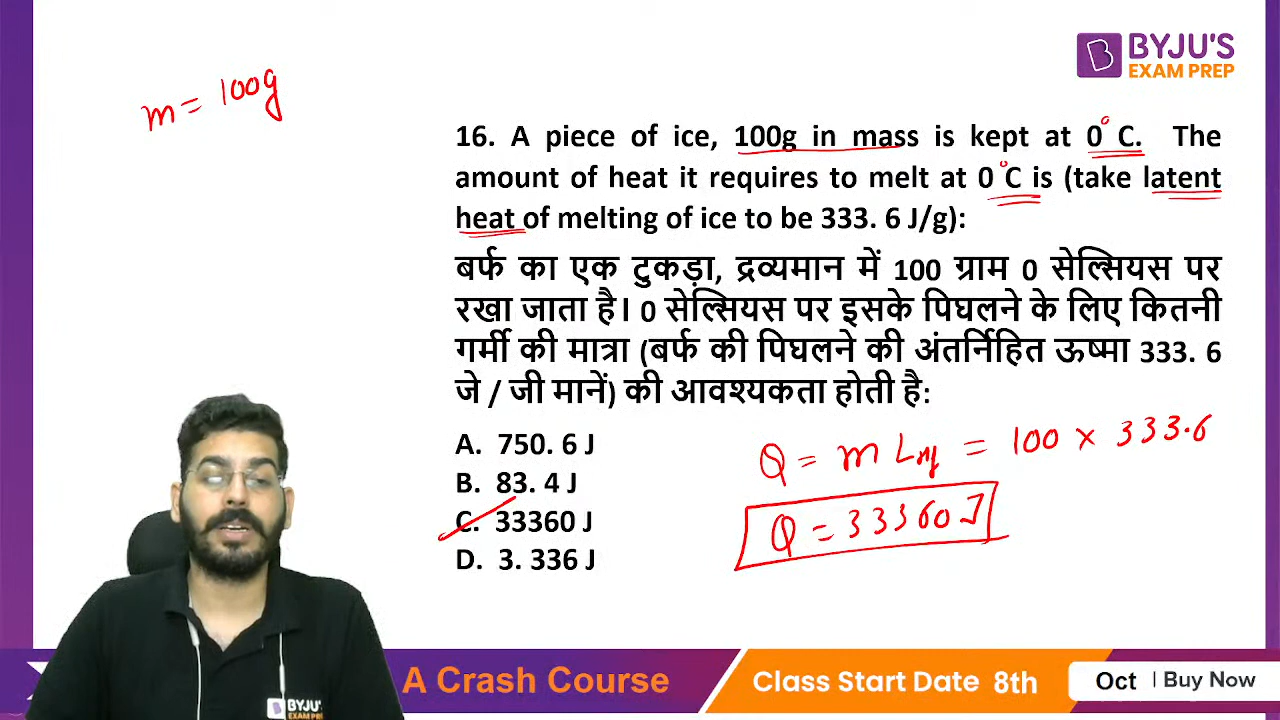 BYJU'S
EXAM PREP
m = 100g
16. A piece of ice, 100g in mass is kept at 0°C. The
amount of heat it requires to melt at 0°C is (take latent
heat of melting of ice to be 333. 6 J/g):
बर्फ का एक टुकड़ा, द्रव्यमान में 100 ग्राम 0 सेल्सियस पर
रखा जाता है। 0 सेल्सियस पर इसके पिघलने के लिए कितनी
गर्मी की मात्रा (बर्फ की पिघलने की अंतर्निहित ऊष्मा 333. 6
जे / जी मानें) की आवश्यकता होती है:
A. 750. 6 J
B. 83. 4 J
C. 33360 J
D. 3. 336 J
Q = m L = 100 × 333.6
Q = 33360 J
BYJU'S
EXAM PREP
A Crash Course
Class Start Date 8th
Oct | Buy Now